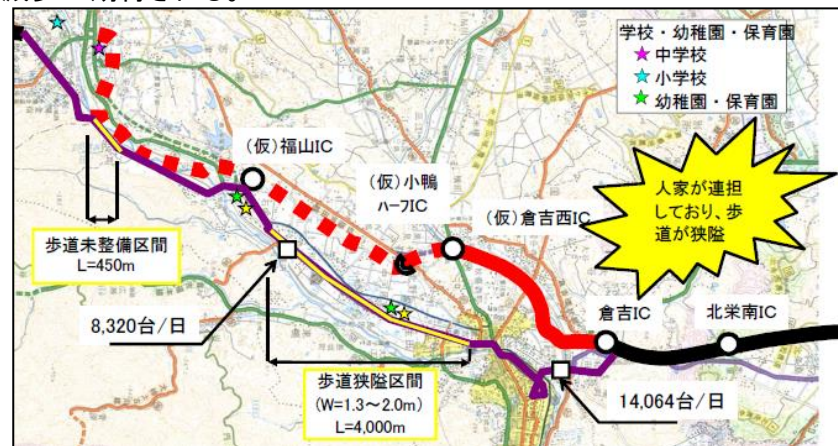 学校・幼稚園・保育園
中学校
小学校
幼稚園・保育園
(仮)福山IC
(仮)小鴨
ハーフIC
(仮)倉吉西IC
人家が連担
しており、歩
道が狭隘
歩道未整備区間
L=450m
8,320台/日
倉吉IC
北栄南IC
歩道狭隘区間
(W=1.3～2.0m)
L=4,000m
14,064台/日